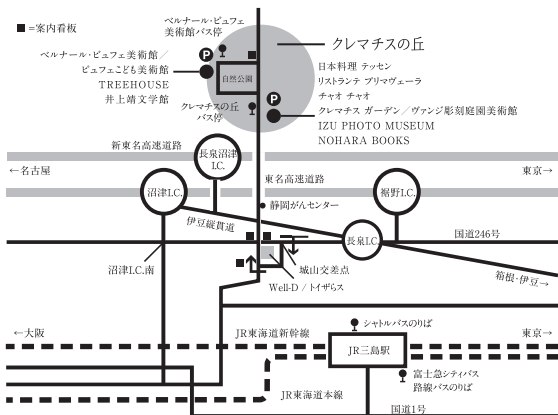 ベルナール・ビュフェ
美術館バス停
■=案内看板
クレマチスの丘
P
ベルナール・ビュフェ美術館/
ビュフェこども美術館
TREEHOUSE
井上靖文学館
自然公園
日本料理 テッセン
リストランテ プリマヴェーラ
チャオ チャオ
クレマチス ガーデン/ヴァンジ彫刻庭園美術館
IZU PHOTO MUSEUM
NOHARA BOOKS
P
クレマチスの丘
バス停
新東名高速道路
長泉沼津
I.C.
←名古屋
東京→
東名高速道路
沼津I.C.
裾野I.C.
静岡がんセンター
伊豆縦貫道
長泉I.C.
国道246号
沼津I.C.南
城山交差点
Well-D / トイザらス
箱根・伊豆→
シャトルバスのりば
←大阪
JR東海道新幹線
東京→
JR三島駅
富士急シティバス
路線バスのりば
JR東海道本線
国道1号